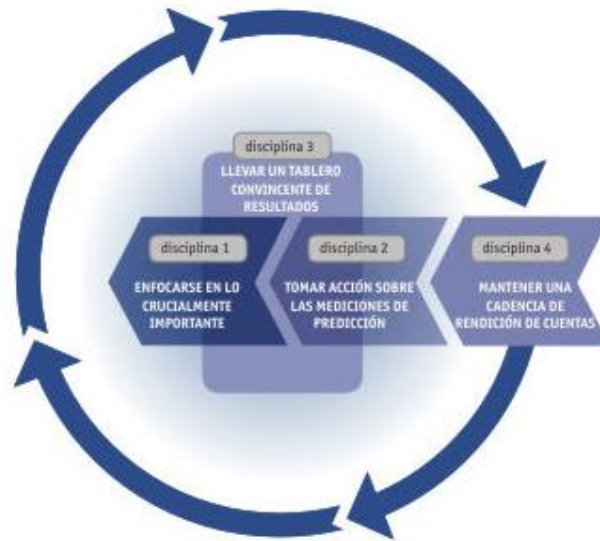 disciplina 3
LLEVAR UN TABLERO
CONVINCENTE DE
RESULTADOS
disciplina 1
ENFOCARSE EN LO
CRUCIALMENTE
IMPORTANTE
disciplina 2
TOMAR ACCIÓN SOBRE
LAS MEDICIONES DE
PREDICCIÓN
disciplina 4
MANTENER UNA
CADENCIA DE
RENDICIÓN DE CUENTAS